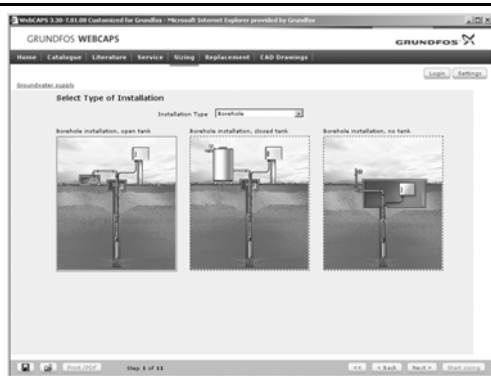 WebCAPS 3.30-7.81.08 Customized for Grundfos - Microsoft Internet Explorer provided by Grundfos
GRUNDFOS WEBCAPS
GRUNDFOS
Home | Catalogue | Literature | Service | Sizing | Replacement | CAD Drawings |
Login Settings
Groundwater supply
Select Type of Installation
Installation Type Borehole
Borehole installation, open tank Borehole installation, closed tank Borehole installation, no tank
Print/PDF Step 1 of 11 << < Back Next > Start sizing